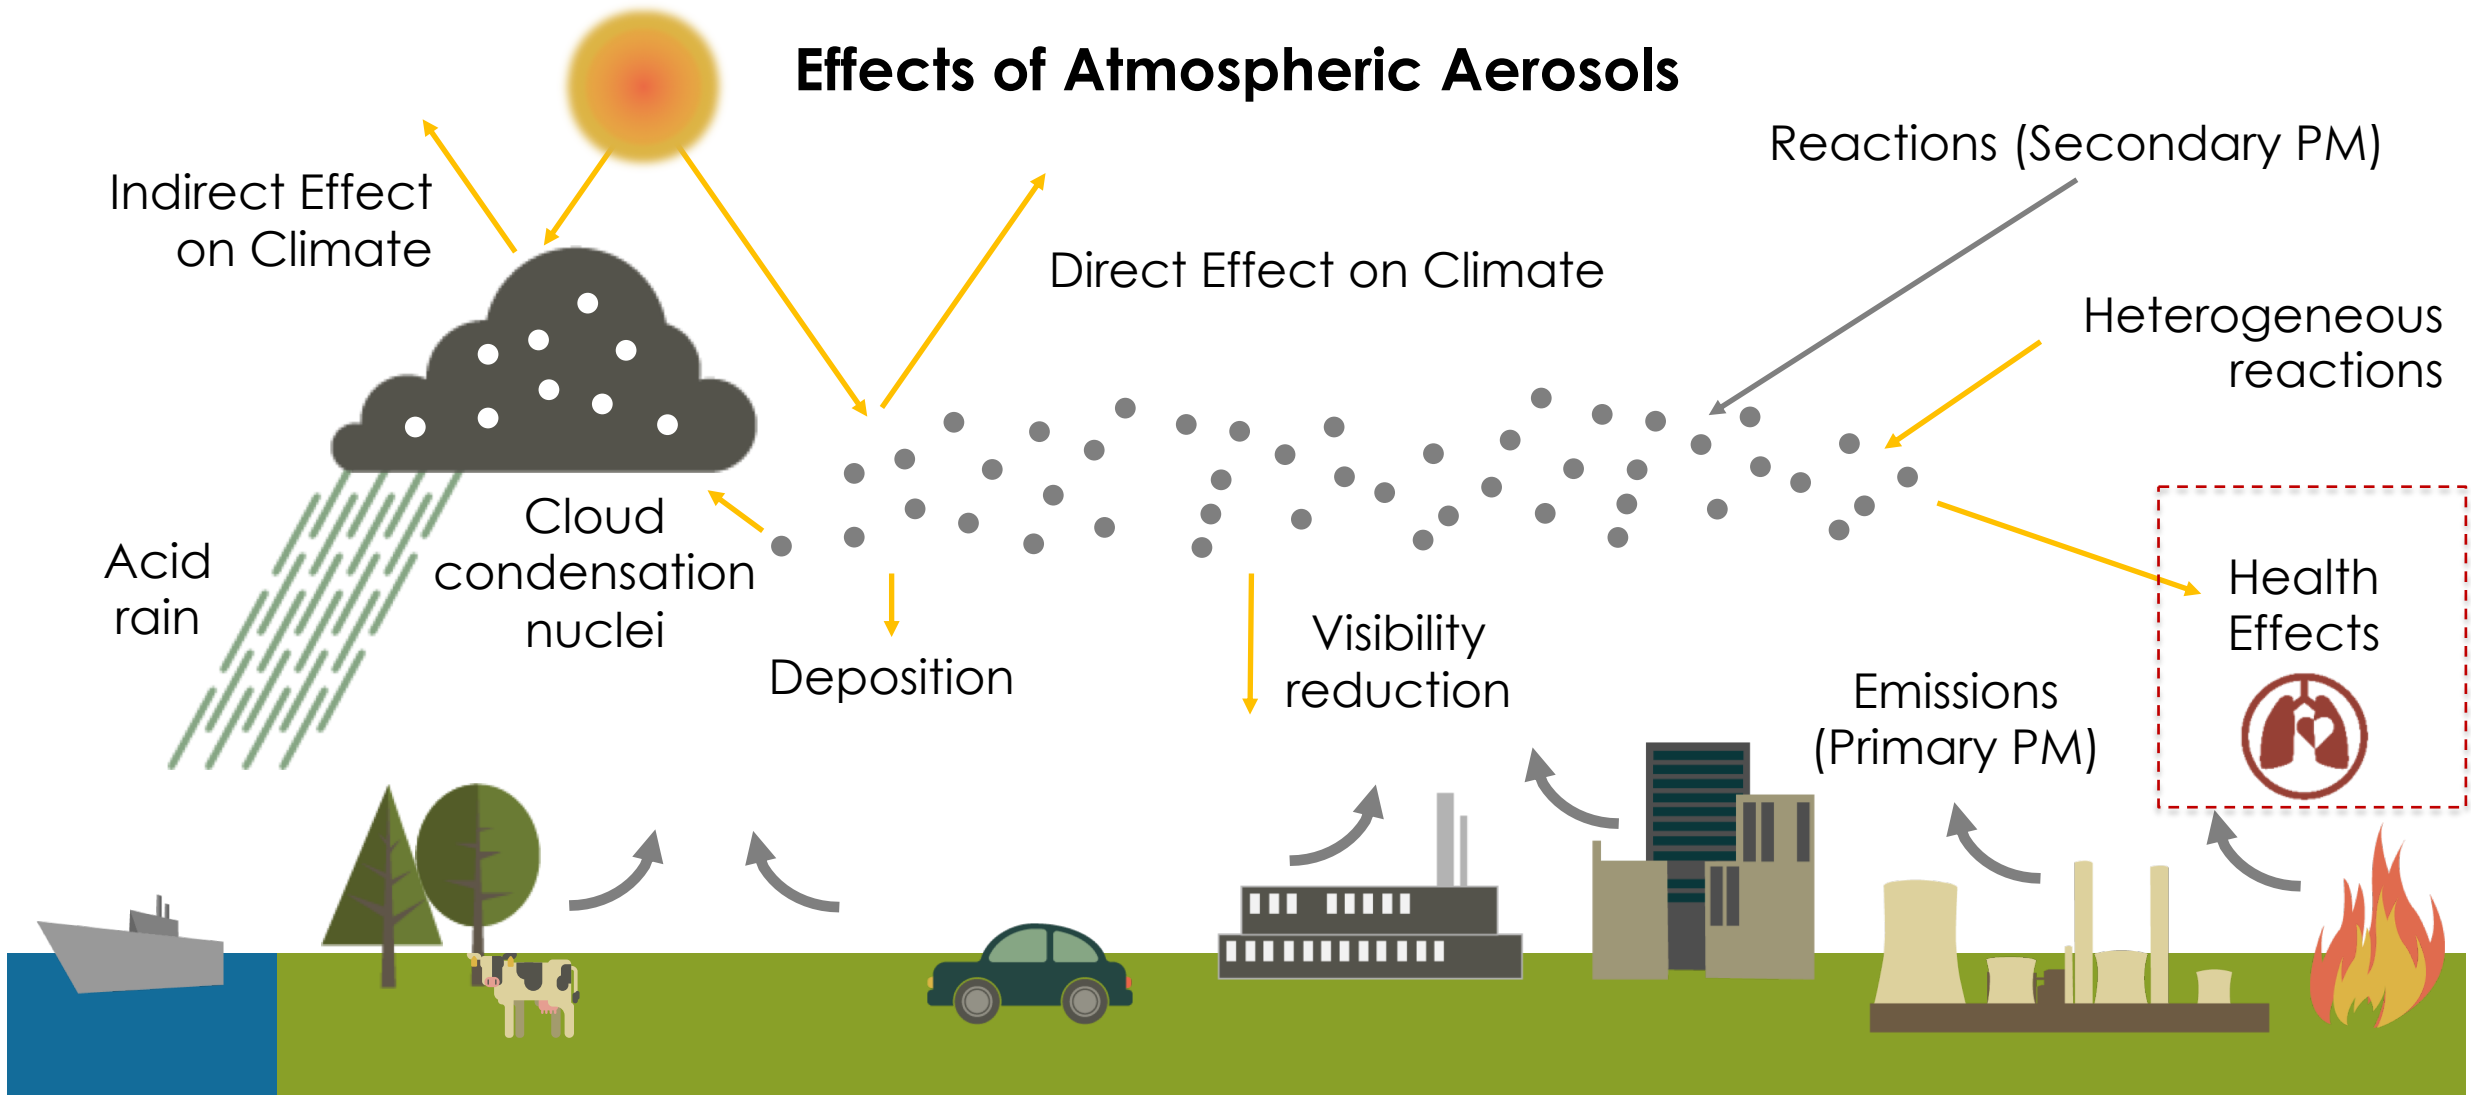 Effects of Atmospheric Aerosols
Reactions (Secondary PM)
Indirect Effect
on Climate
Direct Effect on Climate
Heterogeneous
reactions
Cloud
condensation
nuclei
Acid
rain
Health
Effects
Visibility
reduction
Deposition
Emissions
(Primary PM)